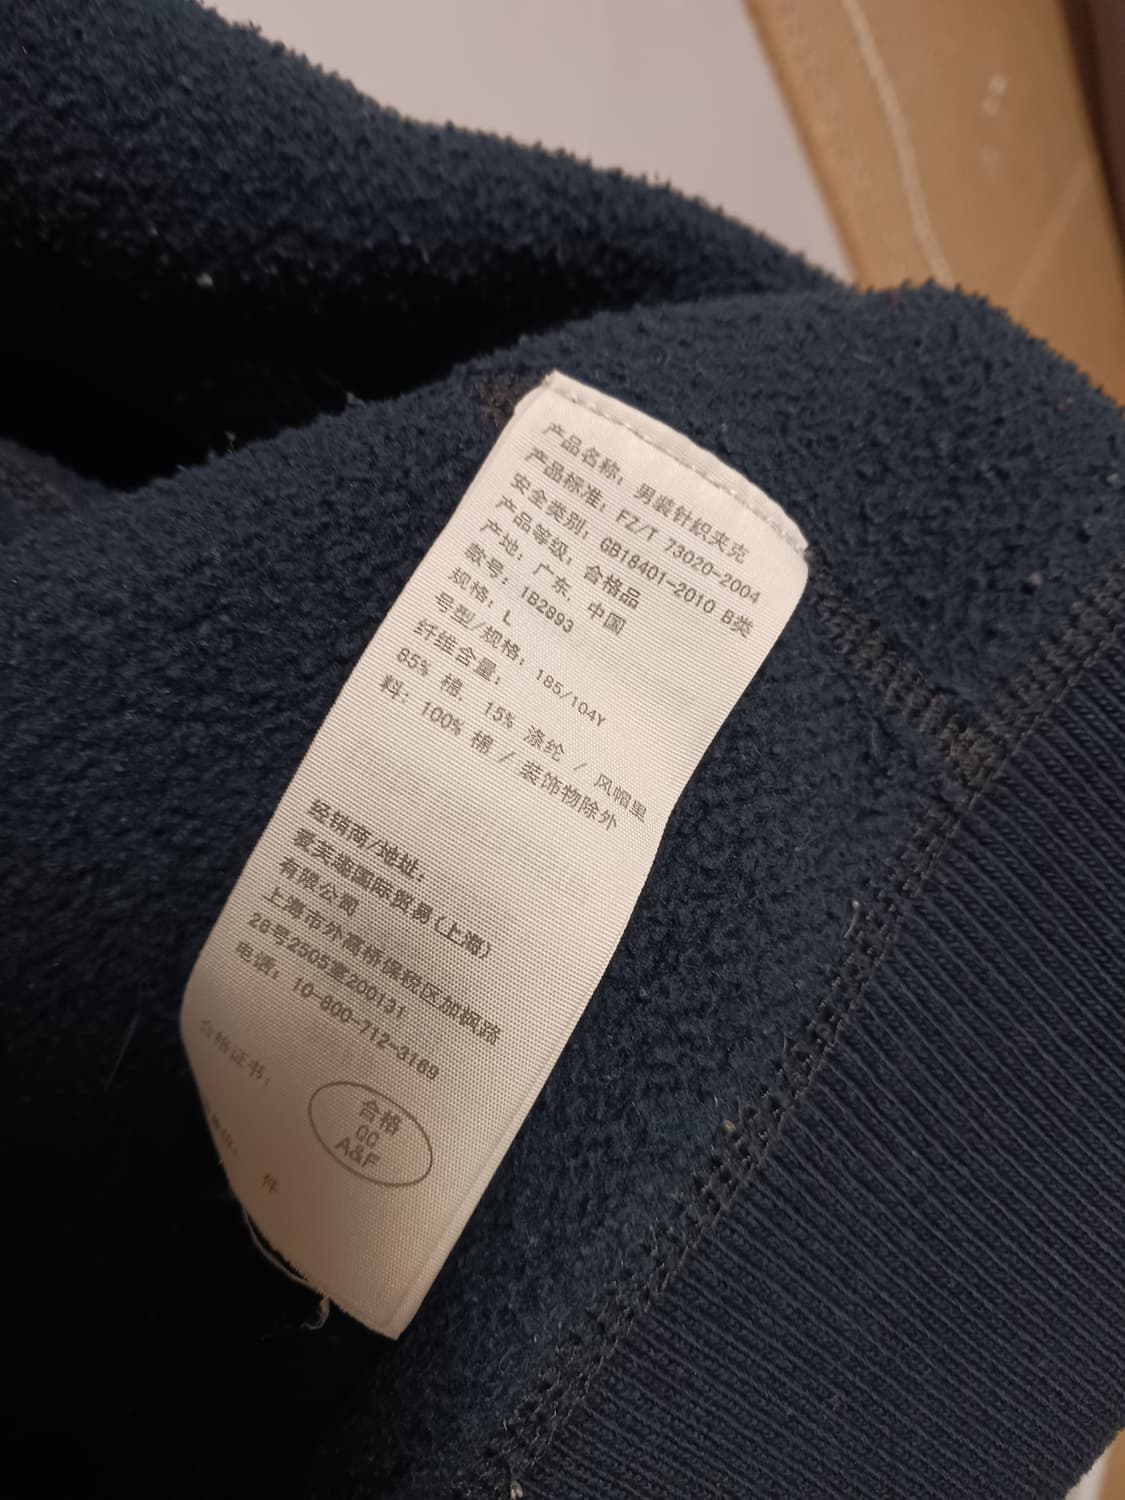 产品名称: 男装针织夹克
产品标准: FZ/T 73020-2004
安全类别: GB18401-2010 B类
产品等级: 合格品
产地: 广东, 中国
款号: 1B2893
规格: L
号型/规格: 185/104Y
纤维含量:
85% 棉, 15% 涤纶 / 风帽里
料: 100% 棉 / 装饰物除外
经销商/地址:
爱芙趣国际贸易(上海)
有限公司
上海市外高桥保税区加枫路
28号2505室200131
电话: 10-800-712-3189
合格证书:
合格
QC
A&F
件